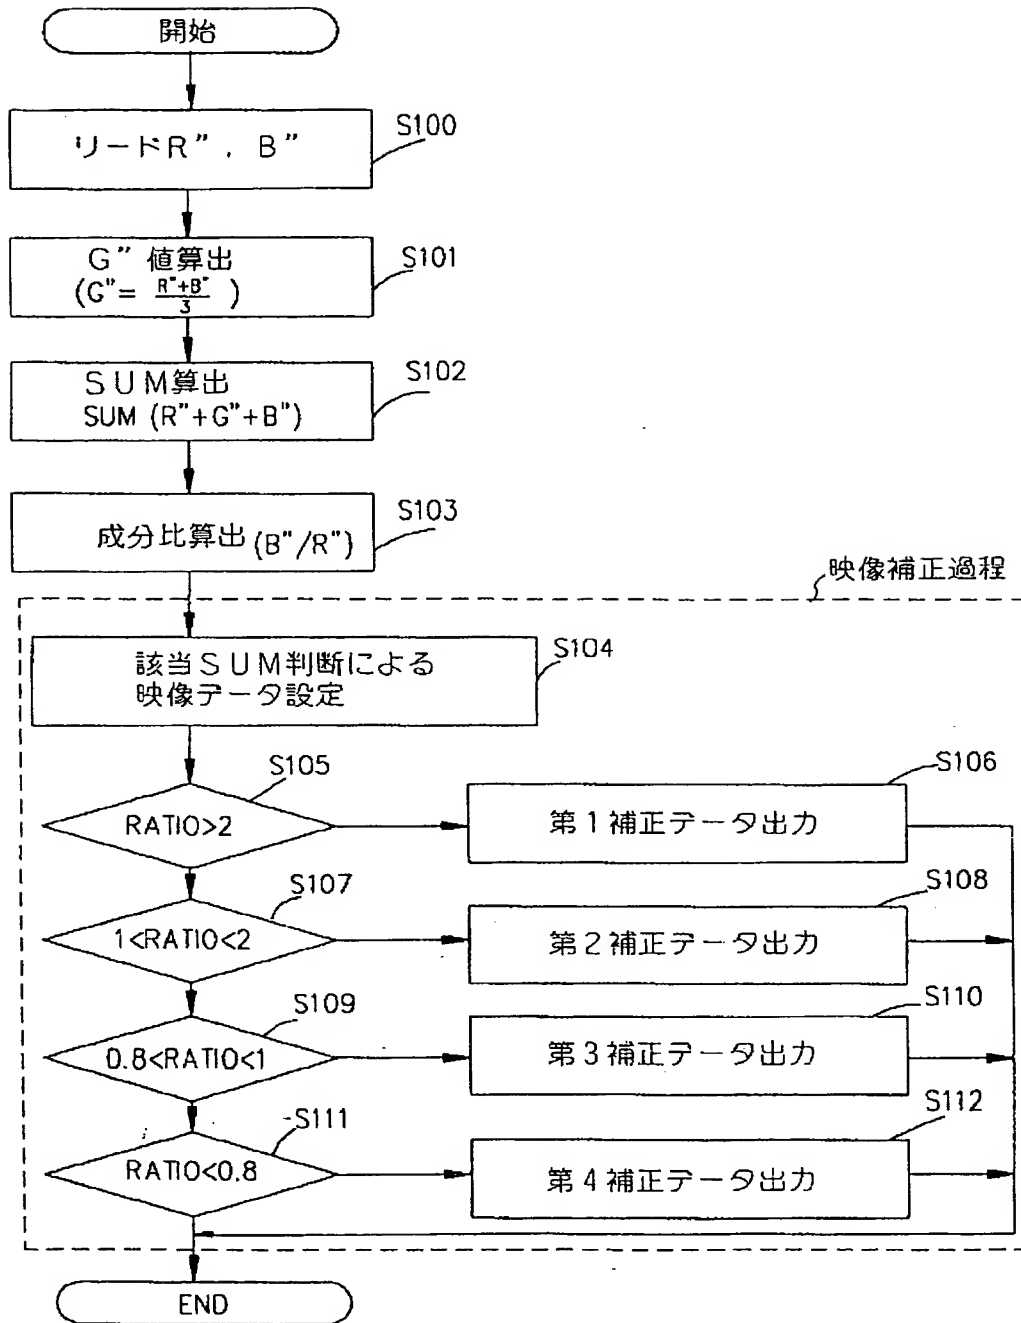 開始
リードR"，B"
S100
G" 値算出
(G"= R"+B"/3 )
S101
SUM算出
SUM (R"+G"+B")
S102
成分比算出 (B"/R")
S103
映像補正過程
該当SUM判断による
映像データ設定
S104
RATIO>2
S105
第1補正データ出力
S106
1<RATIO<2
S107
第2補正データ出力
S108
0.8<RATIO<1
S109
第3補正データ出力
S110
RATIO<0.8
S111
第4補正データ出力
S112
END